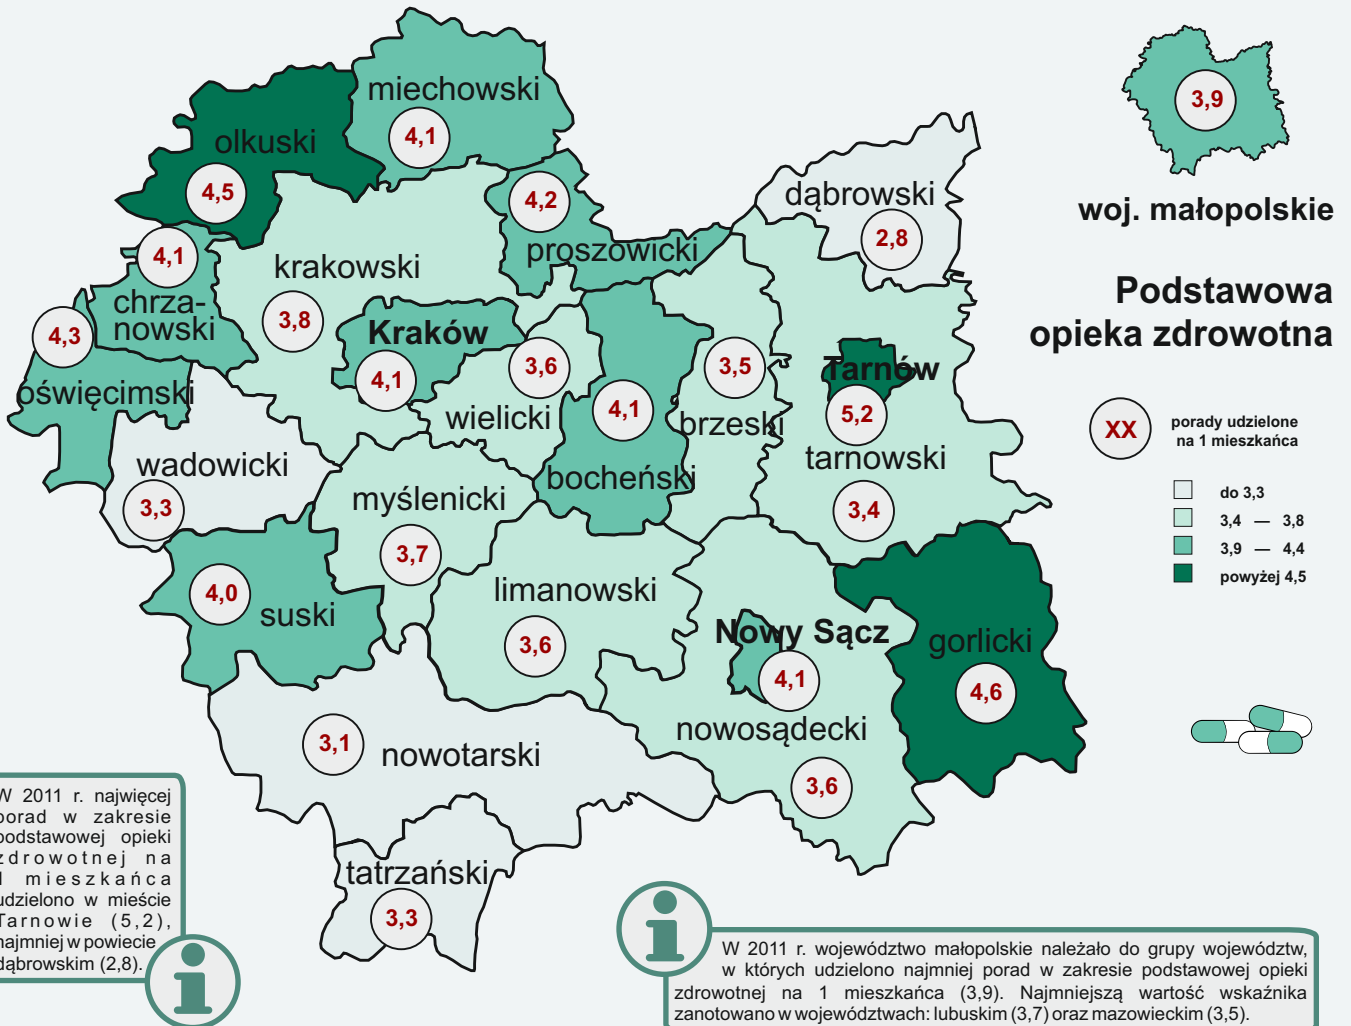 miechowski
4,1
olkuski
4,5
3,9
woj. małopolskie
dąbrowski
2,8
4,2
proszowicki
4,1
chrza-
nowski
krakowski
3,8
Podstawowa
opieka zdrowotna
4,3
oświęcimski
Kraków
4,1
3,6
wielicki
4,1
bocheński
3,5
brzeski
Tarnów
5,2
tarnowski
3,4
XX
porady udzielone
na 1 mieszkańca
do 3,3
3,4 — 3,8
3,9 — 4,4
powyżej 4,5
wadowicki
3,3
myślenicki
3,7
4,0
suski
limanowski
3,6
Nowy Sącz
4,1
nowosądecki
3,6
gorlicki
4,6
3,1
nowotarski
tatrzański
3,3
W 2011 r. najwięcej
porad w zakresie
podstawowej opieki
zdrowotnej na
1 mieszkańca
udzielono w mieście
Tarnowie (5,2),
najmniej w powiecie
dąbrowskim (2,8).
W 2011 r. województwo małopolskie należało do grupy województw,
w których udzielono najmniej porad w zakresie podstawowej opieki
zdrowotnej na 1 mieszkańca (3,9). Najmniejszą wartość wskaźnika
zanotowano w województwach: lubuskim (3,7) oraz mazowieckim (3,5).